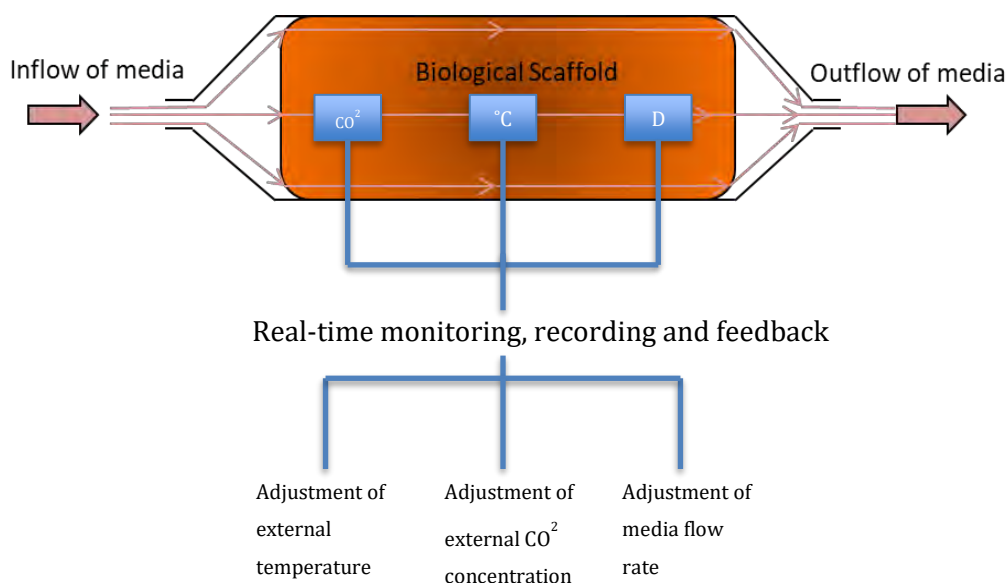 Inflow of media
Biological Scaffold
Outflow of media
CO²
°C
D
Real-time monitoring, recording and feedback
Adjustment of
external
temperature
Adjustment of
external CO²
concentration
Adjustment of
media flow
rate